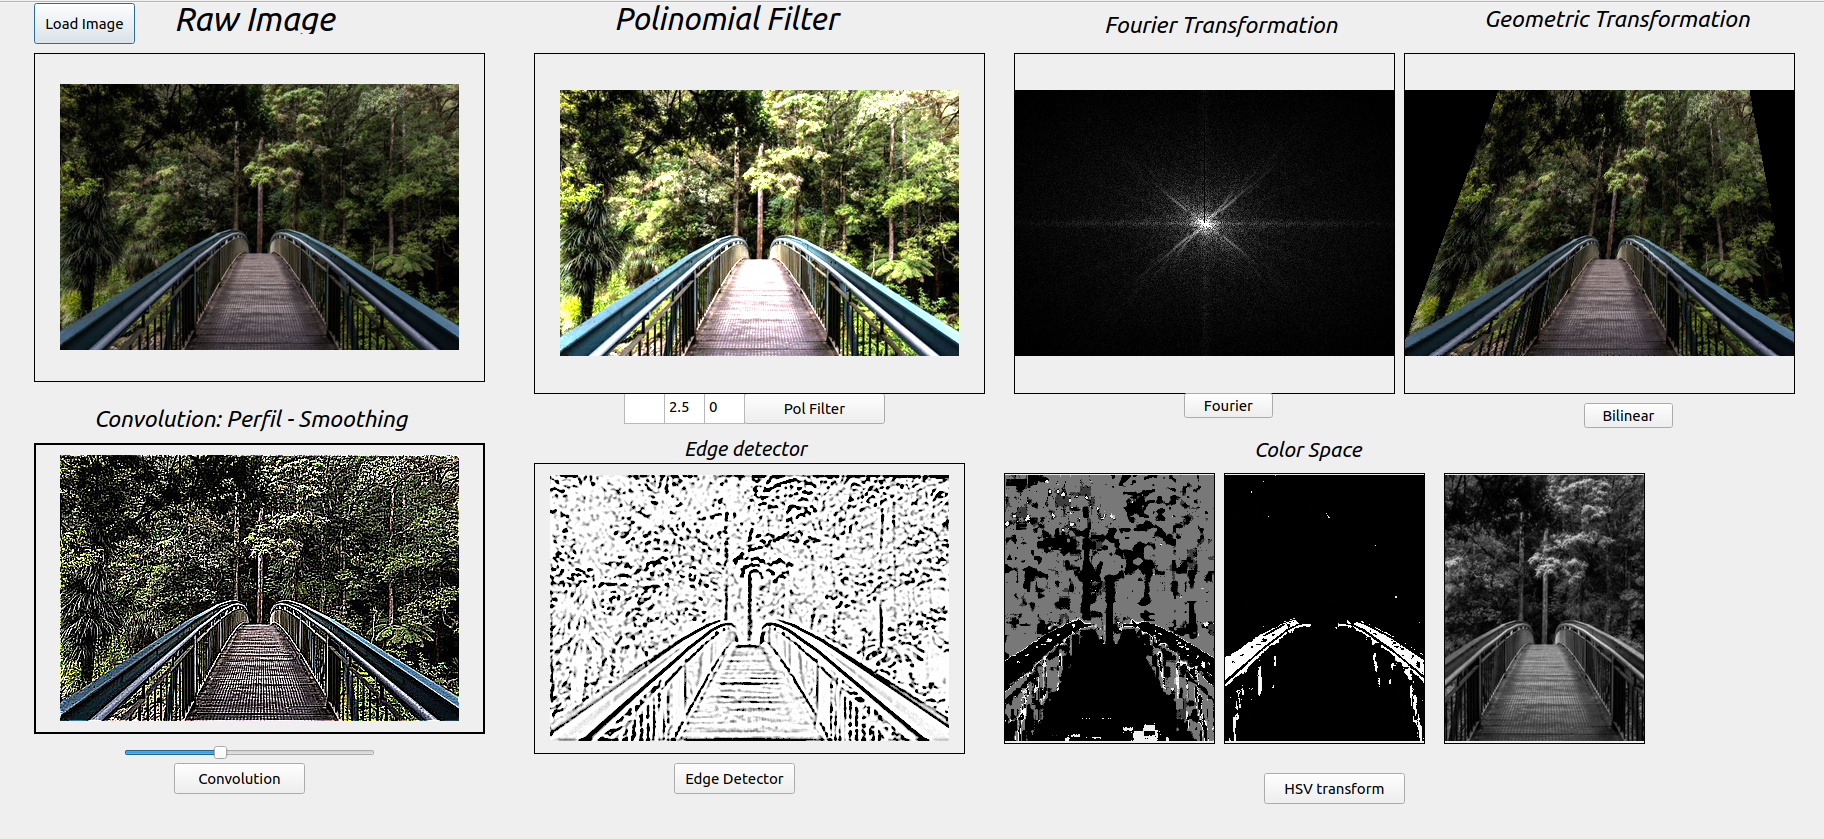 Load Image
Raw Image
Polinomial Filter
Fourier Transformation
Geometric Transformation
2.5
0
Pol Filter
Fourier
Bilinear
Convolution: Perfil - Smoothing
Edge detector
Color Space
Convolution
Edge Detector
HSV transform